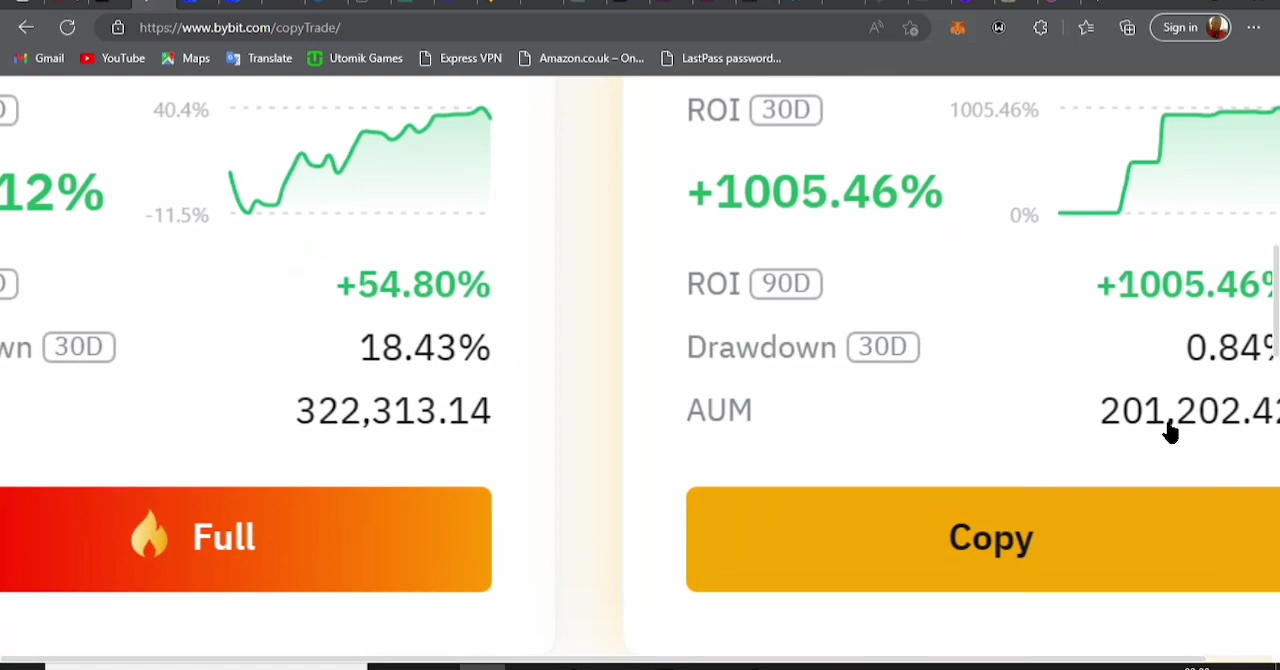 https://www.bybit.com/copyTrade/
Sign in
Gmail YouTube Maps Translate Utomik Games Express VPN Amazon.co.uk – On... LastPass password...
40.4%
12%
-11.5%
+54.80%
30D 18.43%
322,313.14
Full
ROI 30D 1005.46%
+1005.46%
0%
ROI 90D +1005.46%
Drawdown 30D 0.84%
AUM 201,202.42
Copy